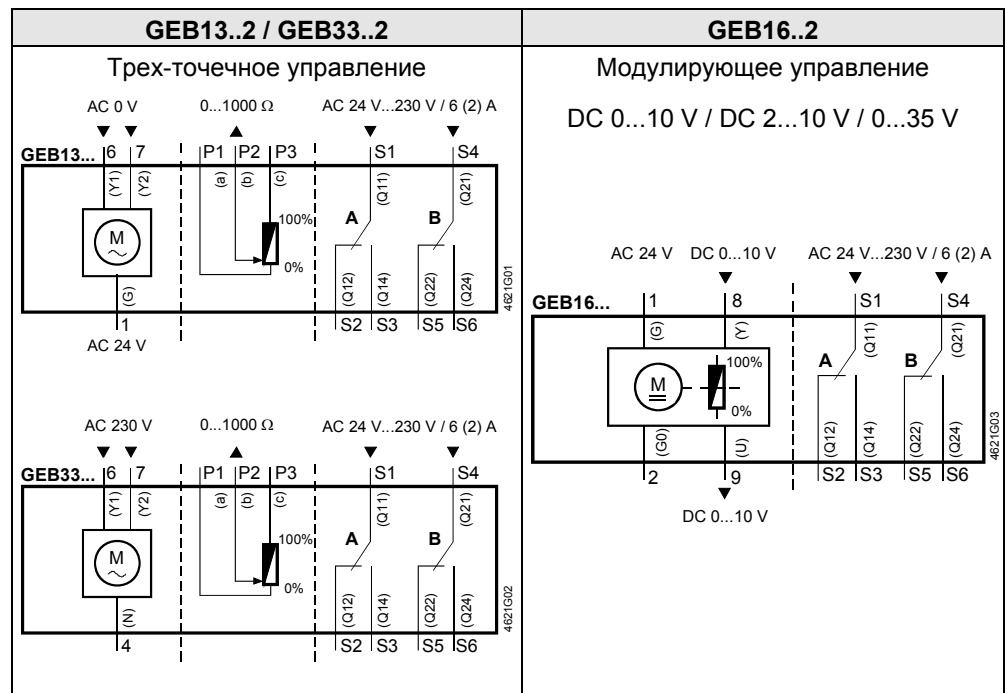 GEB13..2 / GEB33..2
Трех-точечное управление
AC 0 V 0...1000 Ω AC 24 V...230 V / 6 (2) A
GEB13... 6 7 P1 P2 P3 S1 S4
(Y1) (Y2) (a) (b) (c) (Q11) (Q21)
M 100% A B
0%
(G) (Q12) (Q14) (Q22) (Q24)
1 S2 S3 S5 S6
AC 24 V
4621G01
AC 230 V 0...1000 Ω AC 24 V...230 V / 6 (2) A
GEB33... 6 7 P1 P2 P3 S1 S4
(Y1) (Y2) (a) (b) (c) (Q11) (Q21)
M 100% A B
0%
(N) (Q12) (Q14) (Q22) (Q24)
4 S2 S3 S5 S6
4621G02
GEB16..2
Модулирующее управление
DC 0...10 V / DC 2...10 V / 0...35 V
AC 24 V DC 0...10 V AC 24 V...230 V / 6 (2) A
GEB16... 1 8 S1 S4
(G) (Y) (Q11) (Q21)
M 100% A B
0%
(G0) (U) (Q12) (Q14) (Q22) (Q24)
2 9 S2 S3 S5 S6
DC 0...10 V
4621G03